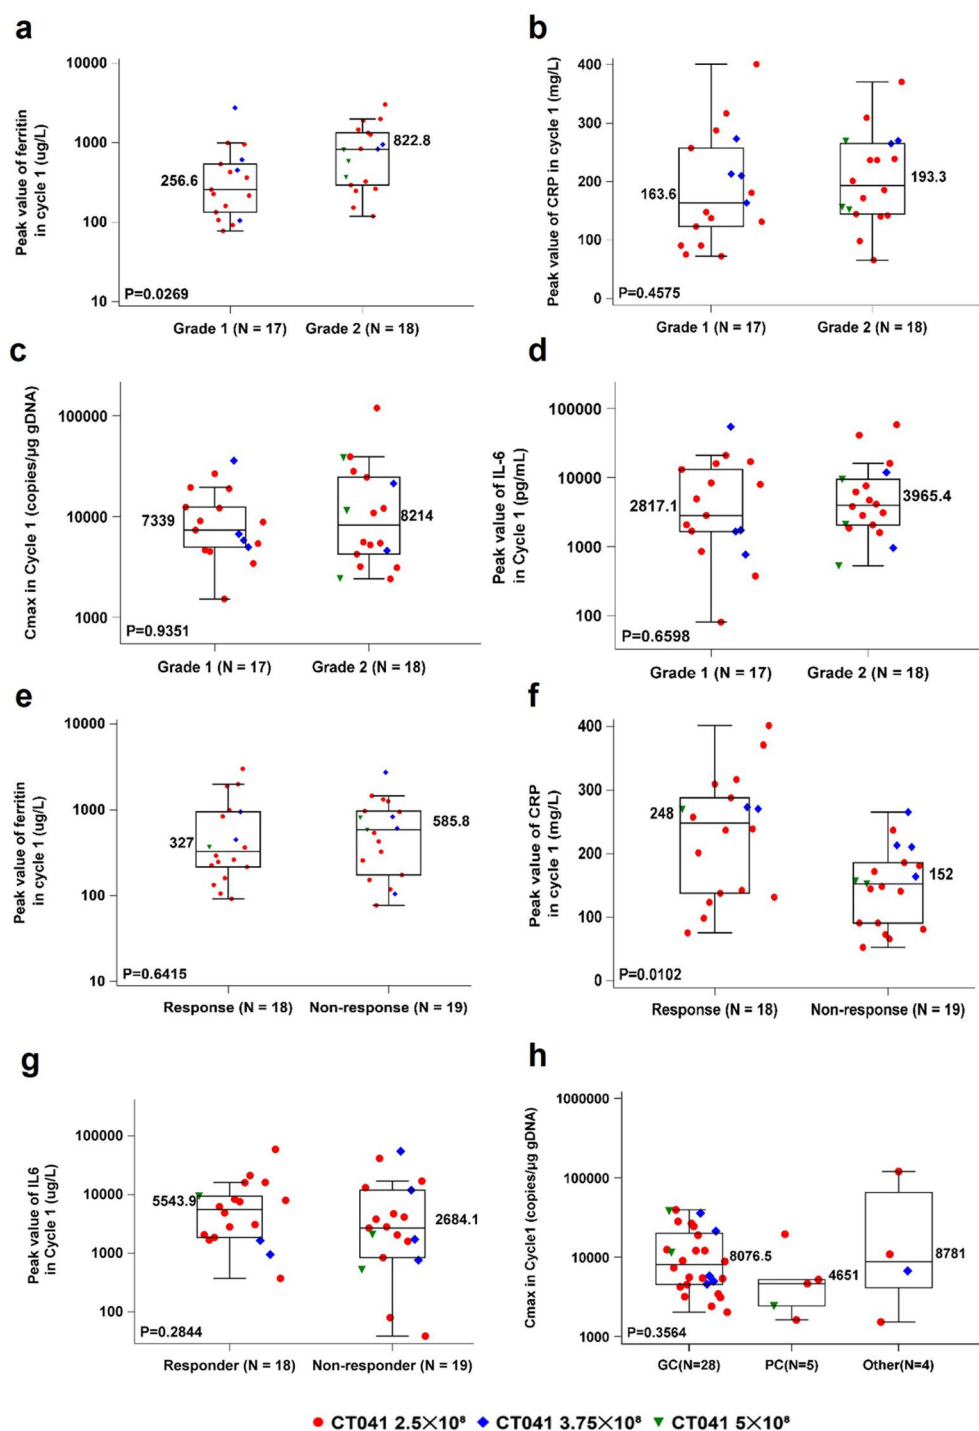 a
Peak value of ferritin
in cycle 1 (ug/L)
10000
1000
100
10
256.6
822.8
P=0.0269
Grade 1 (N = 17)
Grade 2 (N = 18)
b
Peak value of CRP in cycle 1 (mg/L)
400
300
200
100
0
163.6
193.3
P=0.4575
Grade 1 (N = 17)
Grade 2 (N = 18)
c
Cmax in Cycle 1 (copies/μg gDNA)
100000
10000
1000
7339
8214
P=0.9351
Grade 1 (N = 17)
Grade 2 (N = 18)
d
Peak value of IL-6
in Cycle 1 (pg/mL)
100000
10000
1000
100
2817.1
3965.4
P=0.6598
Grade 1 (N = 17)
Grade 2 (N = 18)
e
Peak value of ferritin
in cycle 1 (ug/L)
10000
1000
100
10
327
585.8
P=0.6415
Response (N = 18)
Non-response (N = 19)
f
Peak value of CRP
in cycle 1 (mg/L)
400
300
200
100
0
248
152
P=0.0102
Response (N = 18)
Non-response (N = 19)
g
Peak value of IL6
in Cycle 1 (ug/L)
100000
10000
1000
100
5543.9
2684.1
P=0.2844
Responder (N = 18)
Non-responder (N = 19)
h
Cmax in Cycle1 (copies/μg gDNA)
1000000
100000
10000
1000
8076.5
4651
8781
P=0.3564
GC(N=28)
PC(N=5)
Other(N=4)
CT041 2.5×10⁸ CT041 3.75×10⁸ CT041 5×10⁸